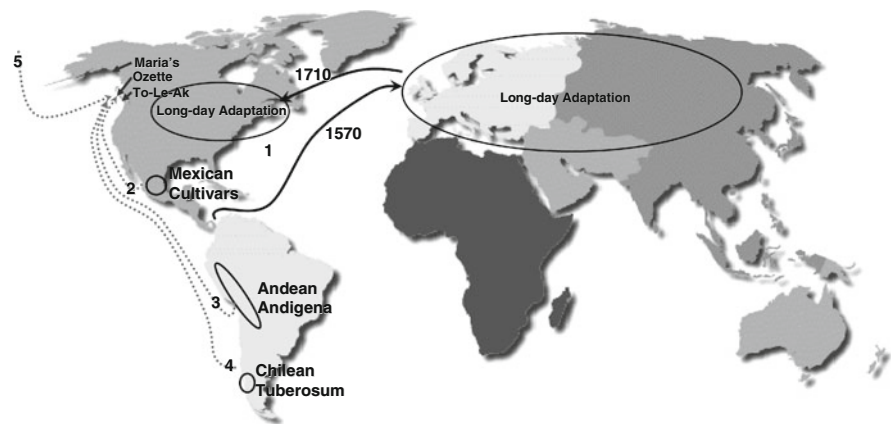 5
Maria's
Ozette
To-Le-Ak
1710
Long-day Adaptation
Long-day Adaptation
1570
1
2
Mexican
Cultivars
3
Andean
Andigena
4
Chilean
Tuberosum